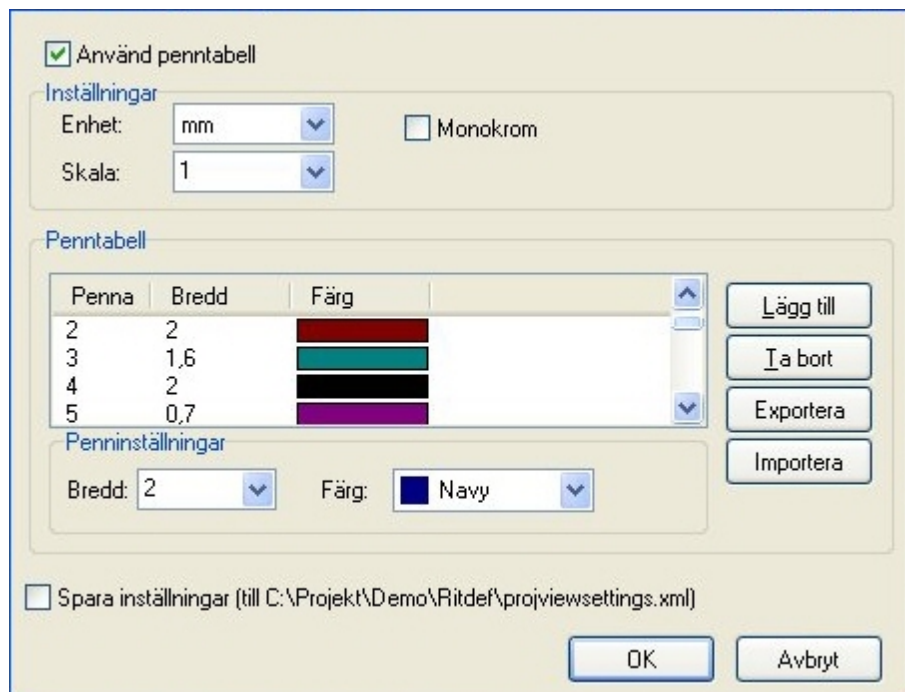 Använd penntabell
Inställningar
Enhet: mm Monokrom
Skala: 1
Penntabell
Penna Bredd Färg
2 2
3 1,6
4 2
5 0,7
Lägg till
Ta bort
Exportera
Importera
Penninställningar
Bredd: 2 Färg: Navy
Spara inställningar (till C:\Projekt\Demo\Ritdef\projviewsettings.xml)
OK Avbryt